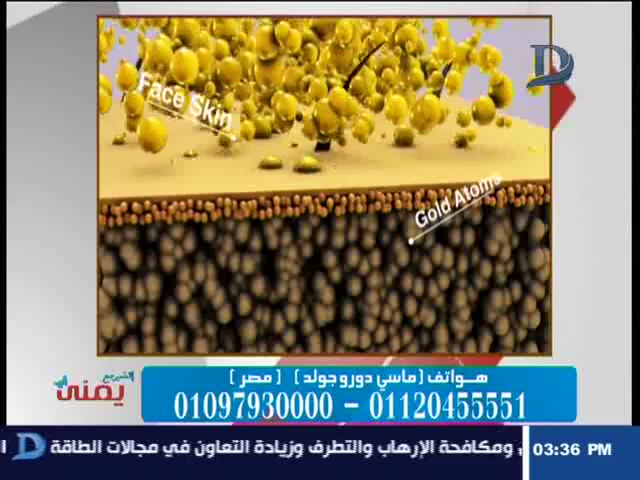 Face Skin
Gold Atoms
هــواتف (ماسي دورو جولد) (مصر)
01097930000 – 01120455551
يمنى
ومكافحة الإرهاب والتطرف وزيادة التعاون في مجالات الطاقة
03:36 PM